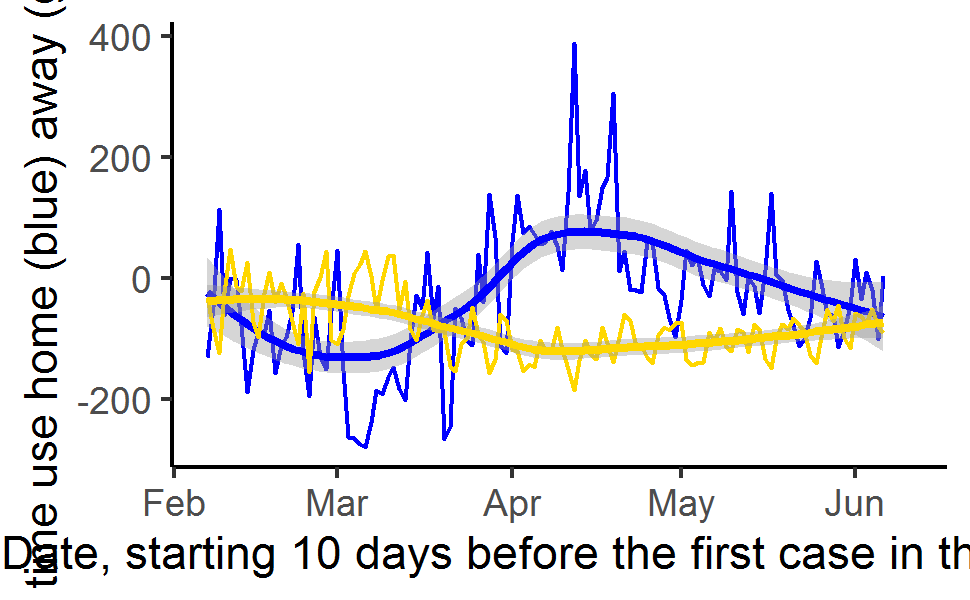 time use home (blue) away (
400
200
0
-200
Feb Mar Apr May Jun
Date, starting 10 days before the first case in th